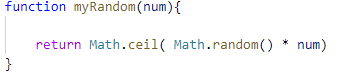 function myRandom(num){
return Math.ceil( Math.random() * num)
}